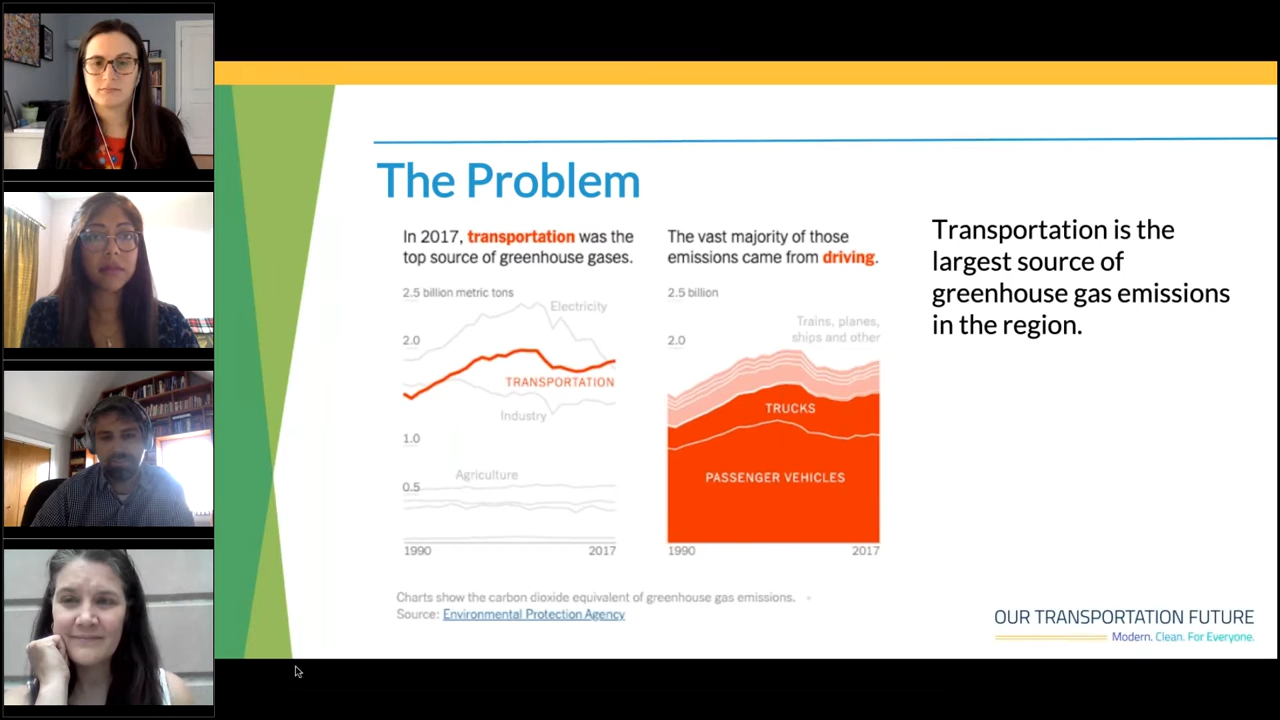 The Problem
In 2017, transportation was the
top source of greenhouse gases.
2.5 billion metric tons
Electricity
2.0
TRANSPORTATION
Industry
1.0
Agriculture
0.5
1990
2017
The vast majority of those
emissions came from driving.
2.5 billion
Trains, planes,
ships and other
2.0
TRUCKS
PASSENGER VEHICLES
1990
2017
Charts show the carbon dioxide equivalent of greenhouse gas emissions.
Source: Environmental Protection Agency
Transportation is the
largest source of
greenhouse gas emissions
in the region.
OUR TRANSPORTATION FUTURE
Modern. Clean. For Everyone.